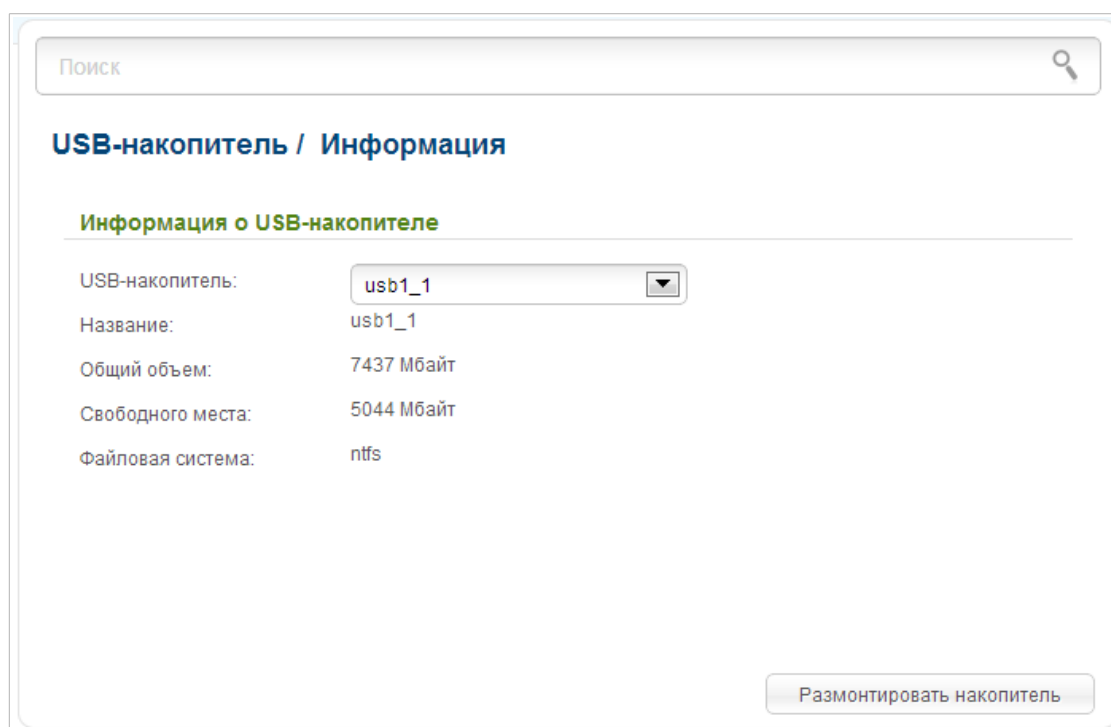 Поиск
USB-накопитель / Информация
Информация о USB-накопителе
USB-накопитель: usb1_1
Название: usb1_1
Общий объем: 7437 Мбайт
Свободного места: 5044 Мбайт
Файловая система: ntfs
Размонтировать накопитель